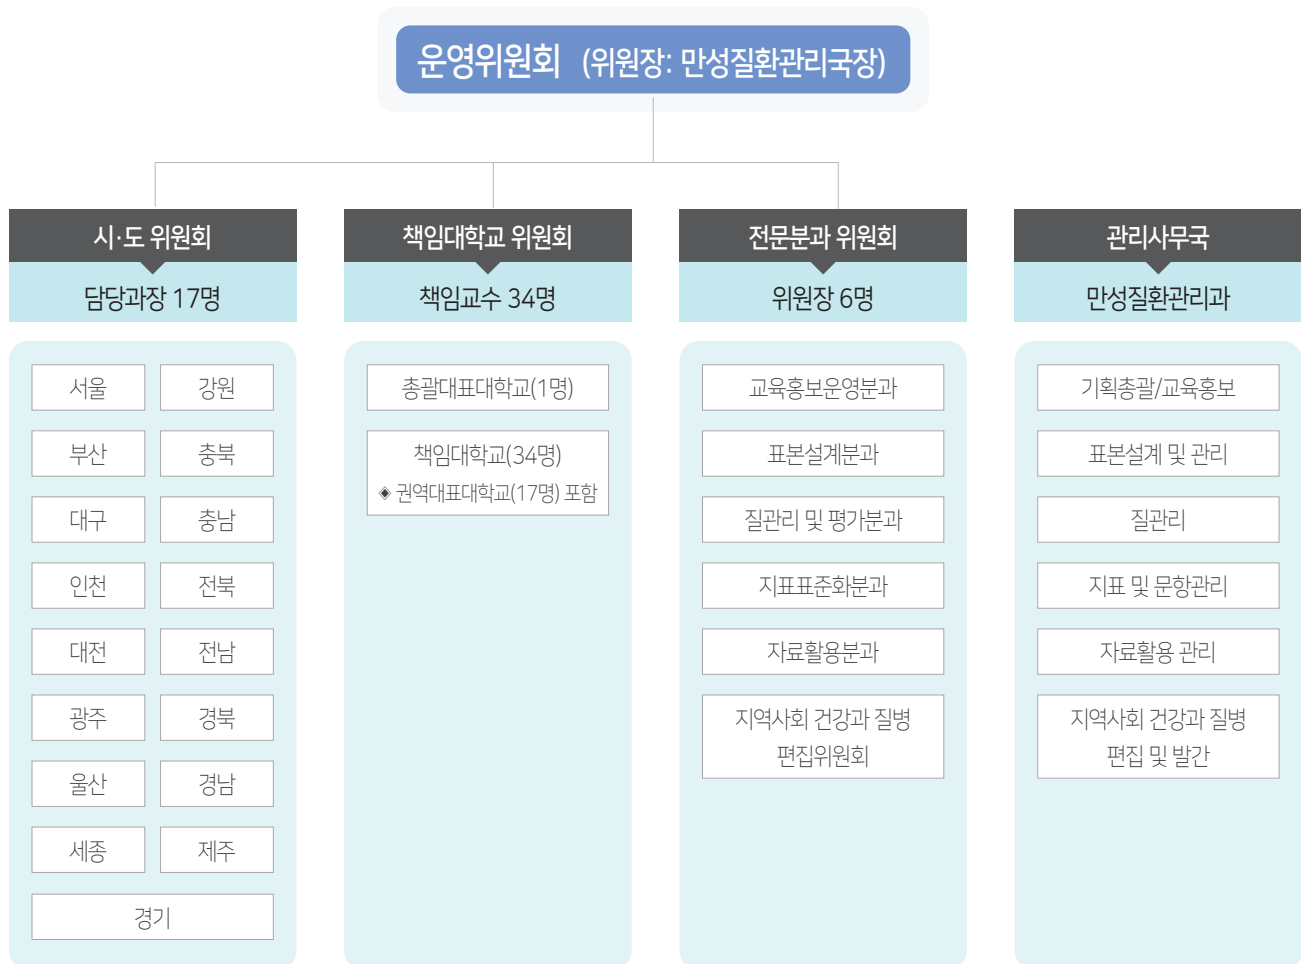 운영위원회 (위원장: 만성질환관리국장)
시·도 위원회
담당과장 17명
서울
강원
부산
충북
대구
충남
인천
전북
대전
전남
광주
경북
울산
경남
세종
제주
경기
책임대학교 위원회
책임교수 34명
총괄대표대학교(1명)
책임대학교(34명)
◈ 권역대표대학교(17명) 포함
전문분과 위원회
위원장 6명
교육홍보운영분과
표본설계분과
질관리 및 평가분과
지표표준화분과
자료활용분과
지역사회 건강과 질병
편집위원회
관리사무국
만성질환관리과
기획총괄/교육홍보
표본설계 및 관리
질관리
지표 및 문항관리
자료활용 관리
지역사회 건강과 질병
편집 및 발간